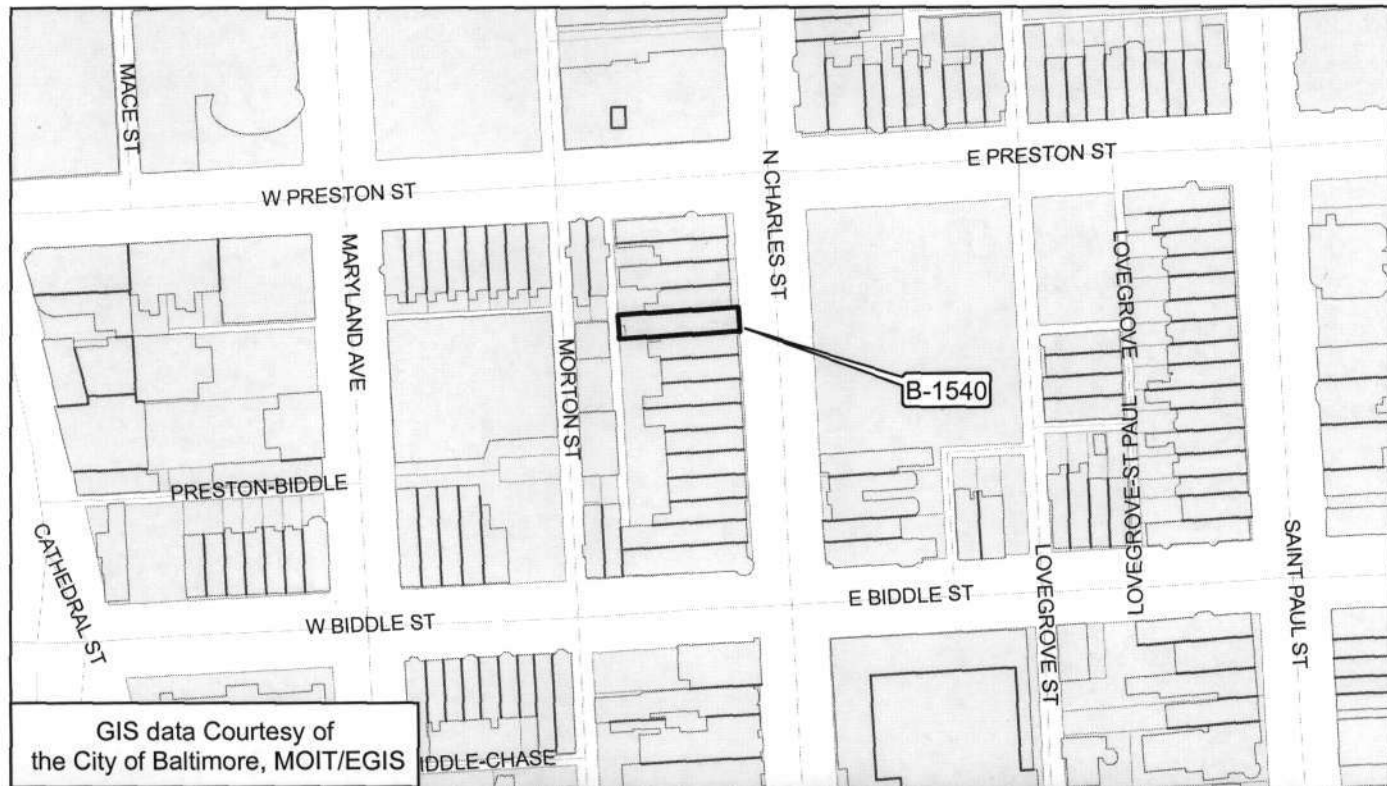 MACE ST
W PRESTON ST
E PRESTON ST
N CHARLES ST
MARYLAND AVE
MORTON ST
B-1540
LOVEGROVE
LOVEGROVE-ST PAUL
PRESTON-BIDDLE
CATHEDRAL ST
W BIDDLE ST
E BIDDLE ST
LOVEGROVE ST
SAINT PAUL ST
GIS data Courtesy of
the City of Baltimore, MOIT/EGIS
IDDLE-CHASE